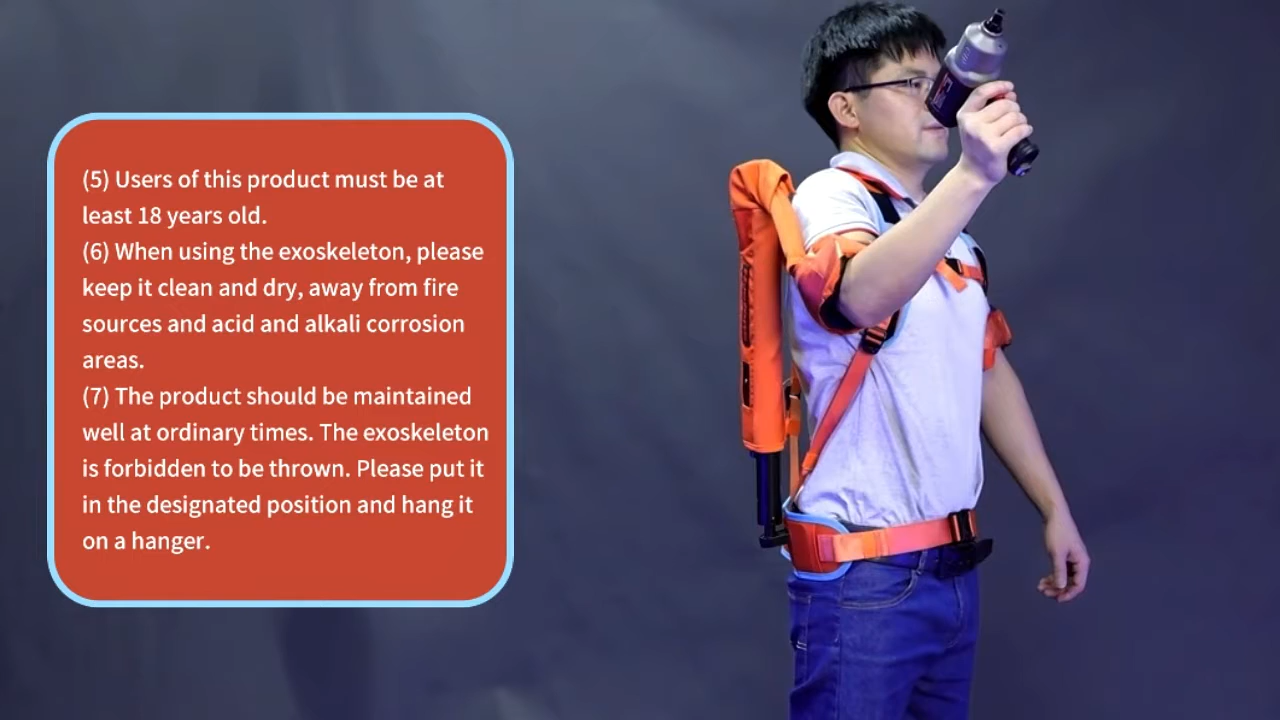 (5) Users of this product must be at
least 18 years old.
(6) When using the exoskeleton, please
keep it clean and dry, away from fire
sources and acid and alkali corrosion
areas.
(7) The product should be maintained
well at ordinary times. The exoskeleton
is forbidden to be thrown. Please put it
in the designated position and hang it
on a hanger.